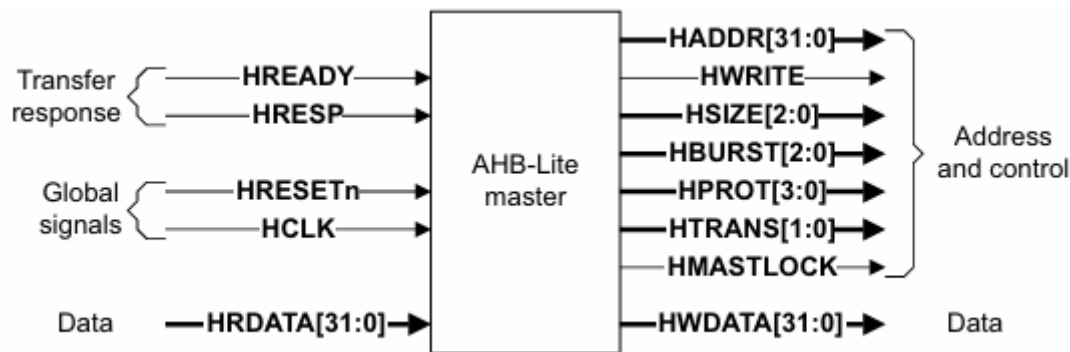 Transfer
response
HREADY
HRESP
Global
signals
HRESETn
HCLK
Data
HRDATA[31:0]
AHB-Lite
master
HADDR[31:0]
HWRITE
HSIZE[2:0]
HBURST[2:0]
HPROT[3:0]
HTRANS[1:0]
HMASTLOCK
Address
and control
HWDATA[31:0]
Data